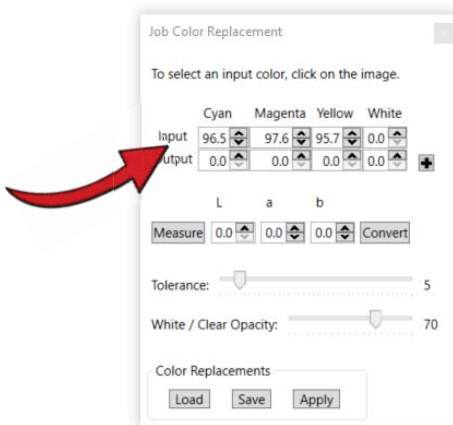 Job Color Replacement
To select an input color, click on the image.
Cyan Magenta Yellow White
Input 96.5 97.6 95.7 0.0
Output 0.0 0.0 0.0 0.0
L a b
Measure 0.0 0.0 0.0 Convert
Tolerance: 5
White / Clear Opacity: 70
Color Replacements
Load Save Apply